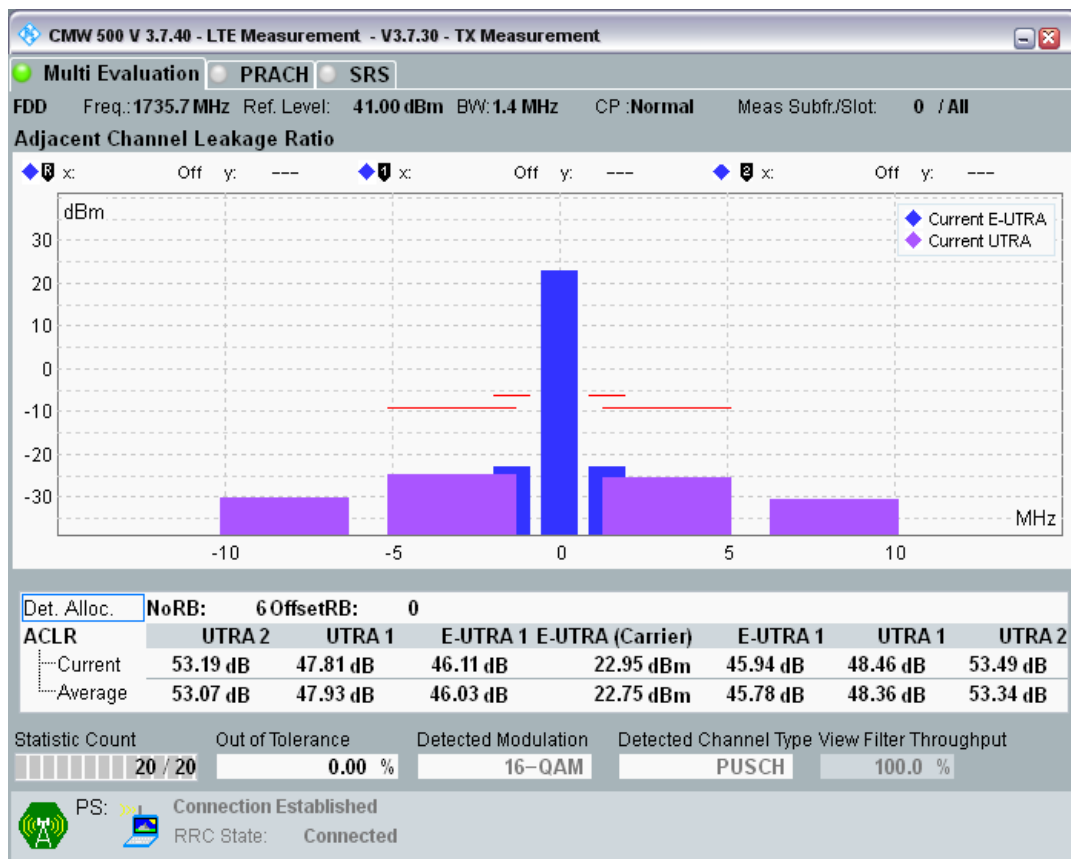 CMW 500 V 3.7.40 - LTE Measurement - V3.7.30 - TX Measurement
Multi Evaluation PRACH SRS
FDD Freq.: 1735.7 MHz Ref. Level: 41.00 dBm BW: 1.4 MHz CP :Normal Meas Subfr./Slot: 0 / All
Adjacent Channel Leakage Ratio
R x: Off y: --- 1 x: Off y: --- 2 x: Off y: ---
dBm
Current E-UTRA
Current UTRA
30
20
10
0
-10
-20
-30
MHz
-10 -5 0 5 10
Det. Alloc. NoRB: 6 OffsetRB: 0
ACLR UTRA 2 UTRA 1 E-UTRA 1 E-UTRA (Carrier) E-UTRA 1 UTRA 1 UTRA 2
Current 53.19 dB 47.81 dB 46.11 dB 22.95 dBm 45.94 dB 48.46 dB 53.49 dB
Average 53.07 dB 47.93 dB 46.03 dB 22.75 dBm 45.78 dB 48.36 dB 53.34 dB
Statistic Count Out of Tolerance Detected Modulation Detected Channel Type View Filter Throughput
20 / 20 0.00 % 16-QAM PUSCH 100.0 %
PS: Connection Established
RRC State: Connected